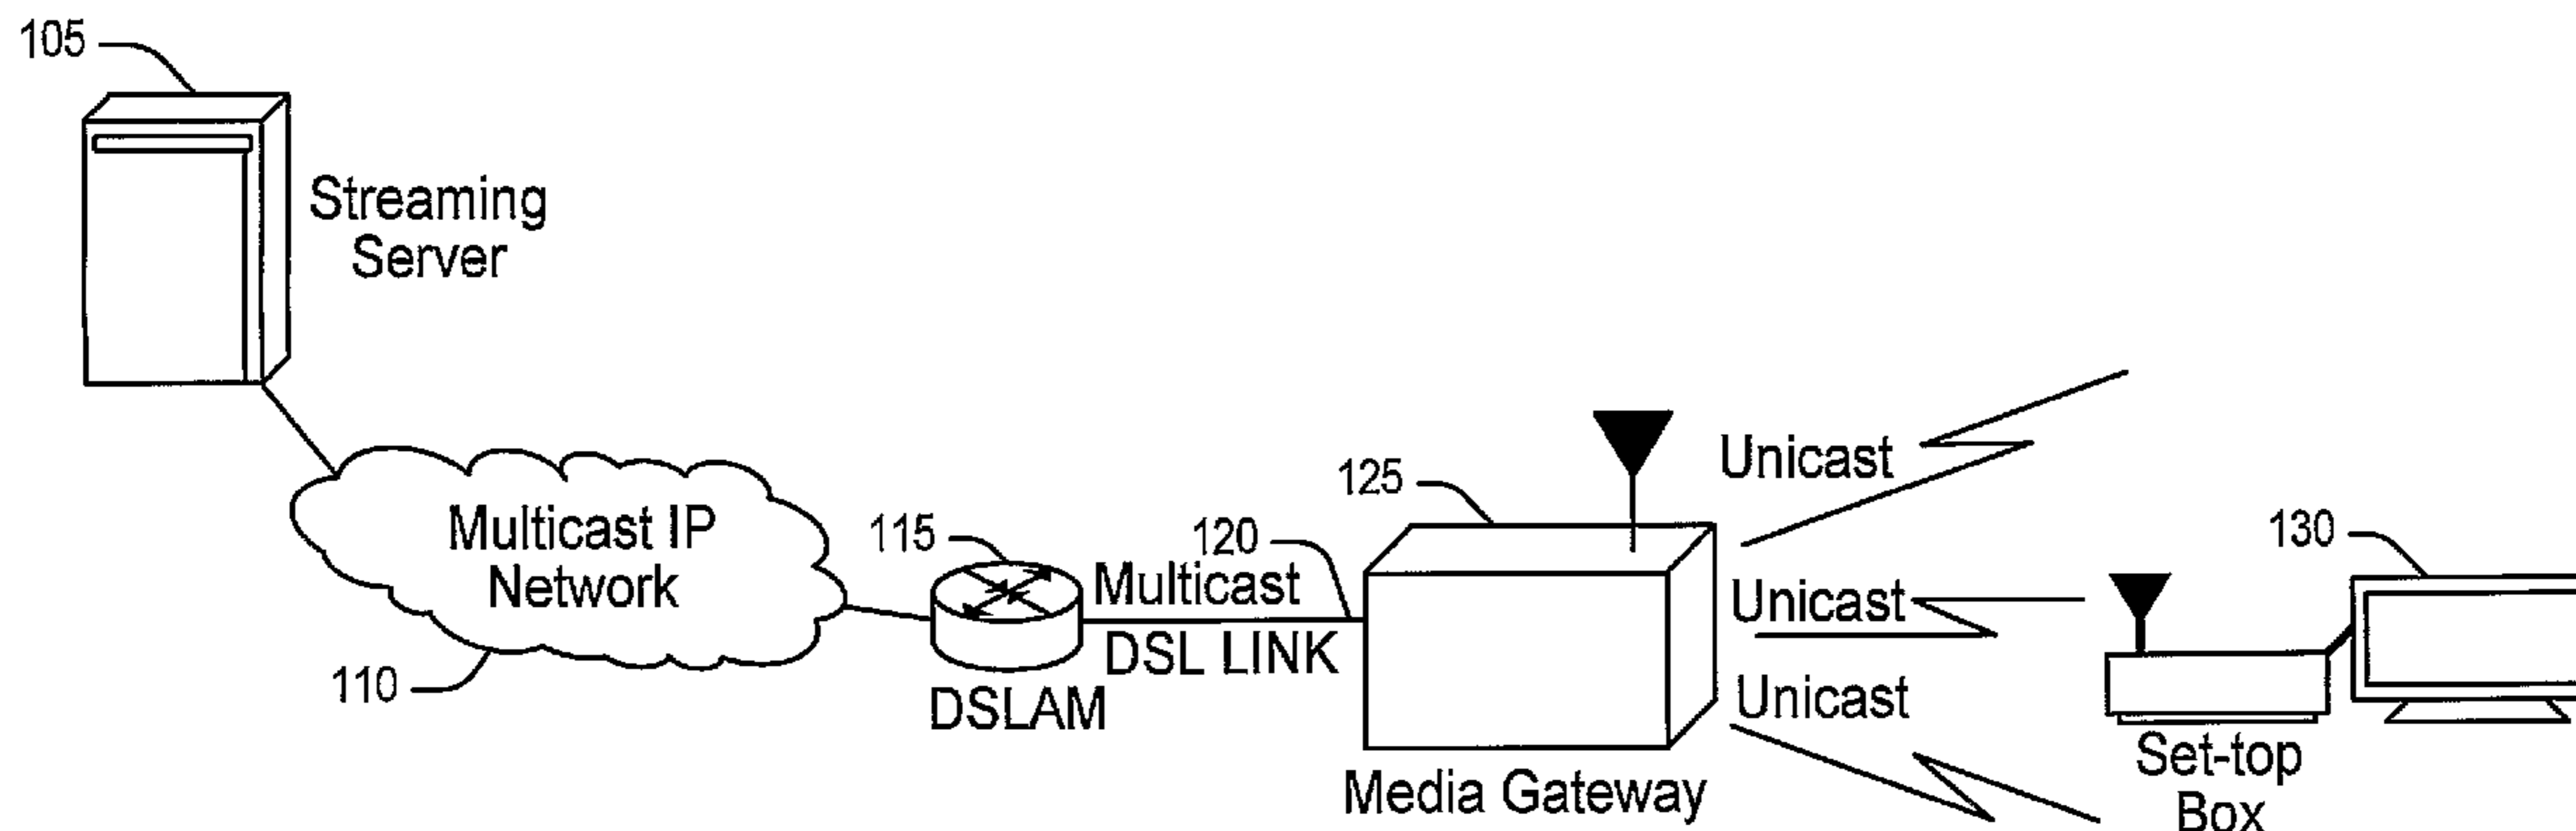 105
Streaming
Server
Multicast IP
Network
110
115
DSLAM
120
Multicast
DSL LINK
125
Media Gateway
Unicast
Unicast
Unicast
130
Set-top
Box